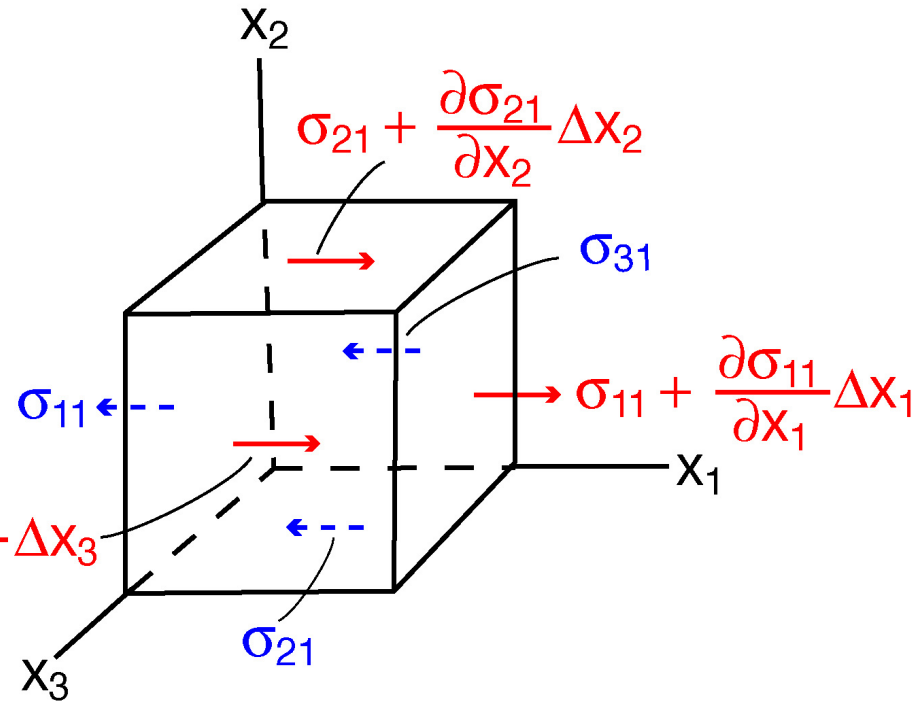 x₂
σ₂₁ + ∂σ₂₁/∂x₂ Δx₂
σ₃₁
σ₁₁
σ₁₁ + ∂σ₁₁/∂x₁ Δx₁
x₁
Δx₃
σ₂₁
x₃